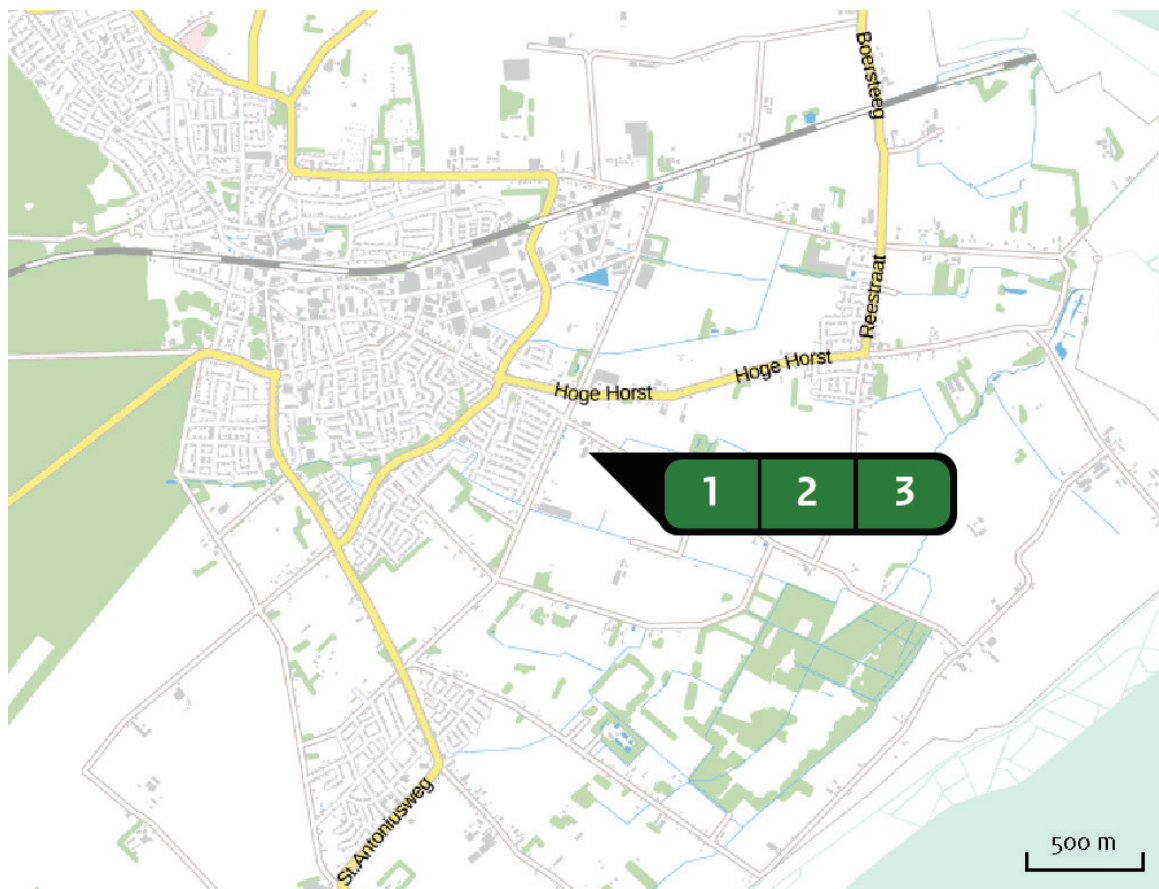 Boersteeg
Reestraat
Hoge Horst
Hoge Horst
1 2 3
St.Antoniusweg
500 m